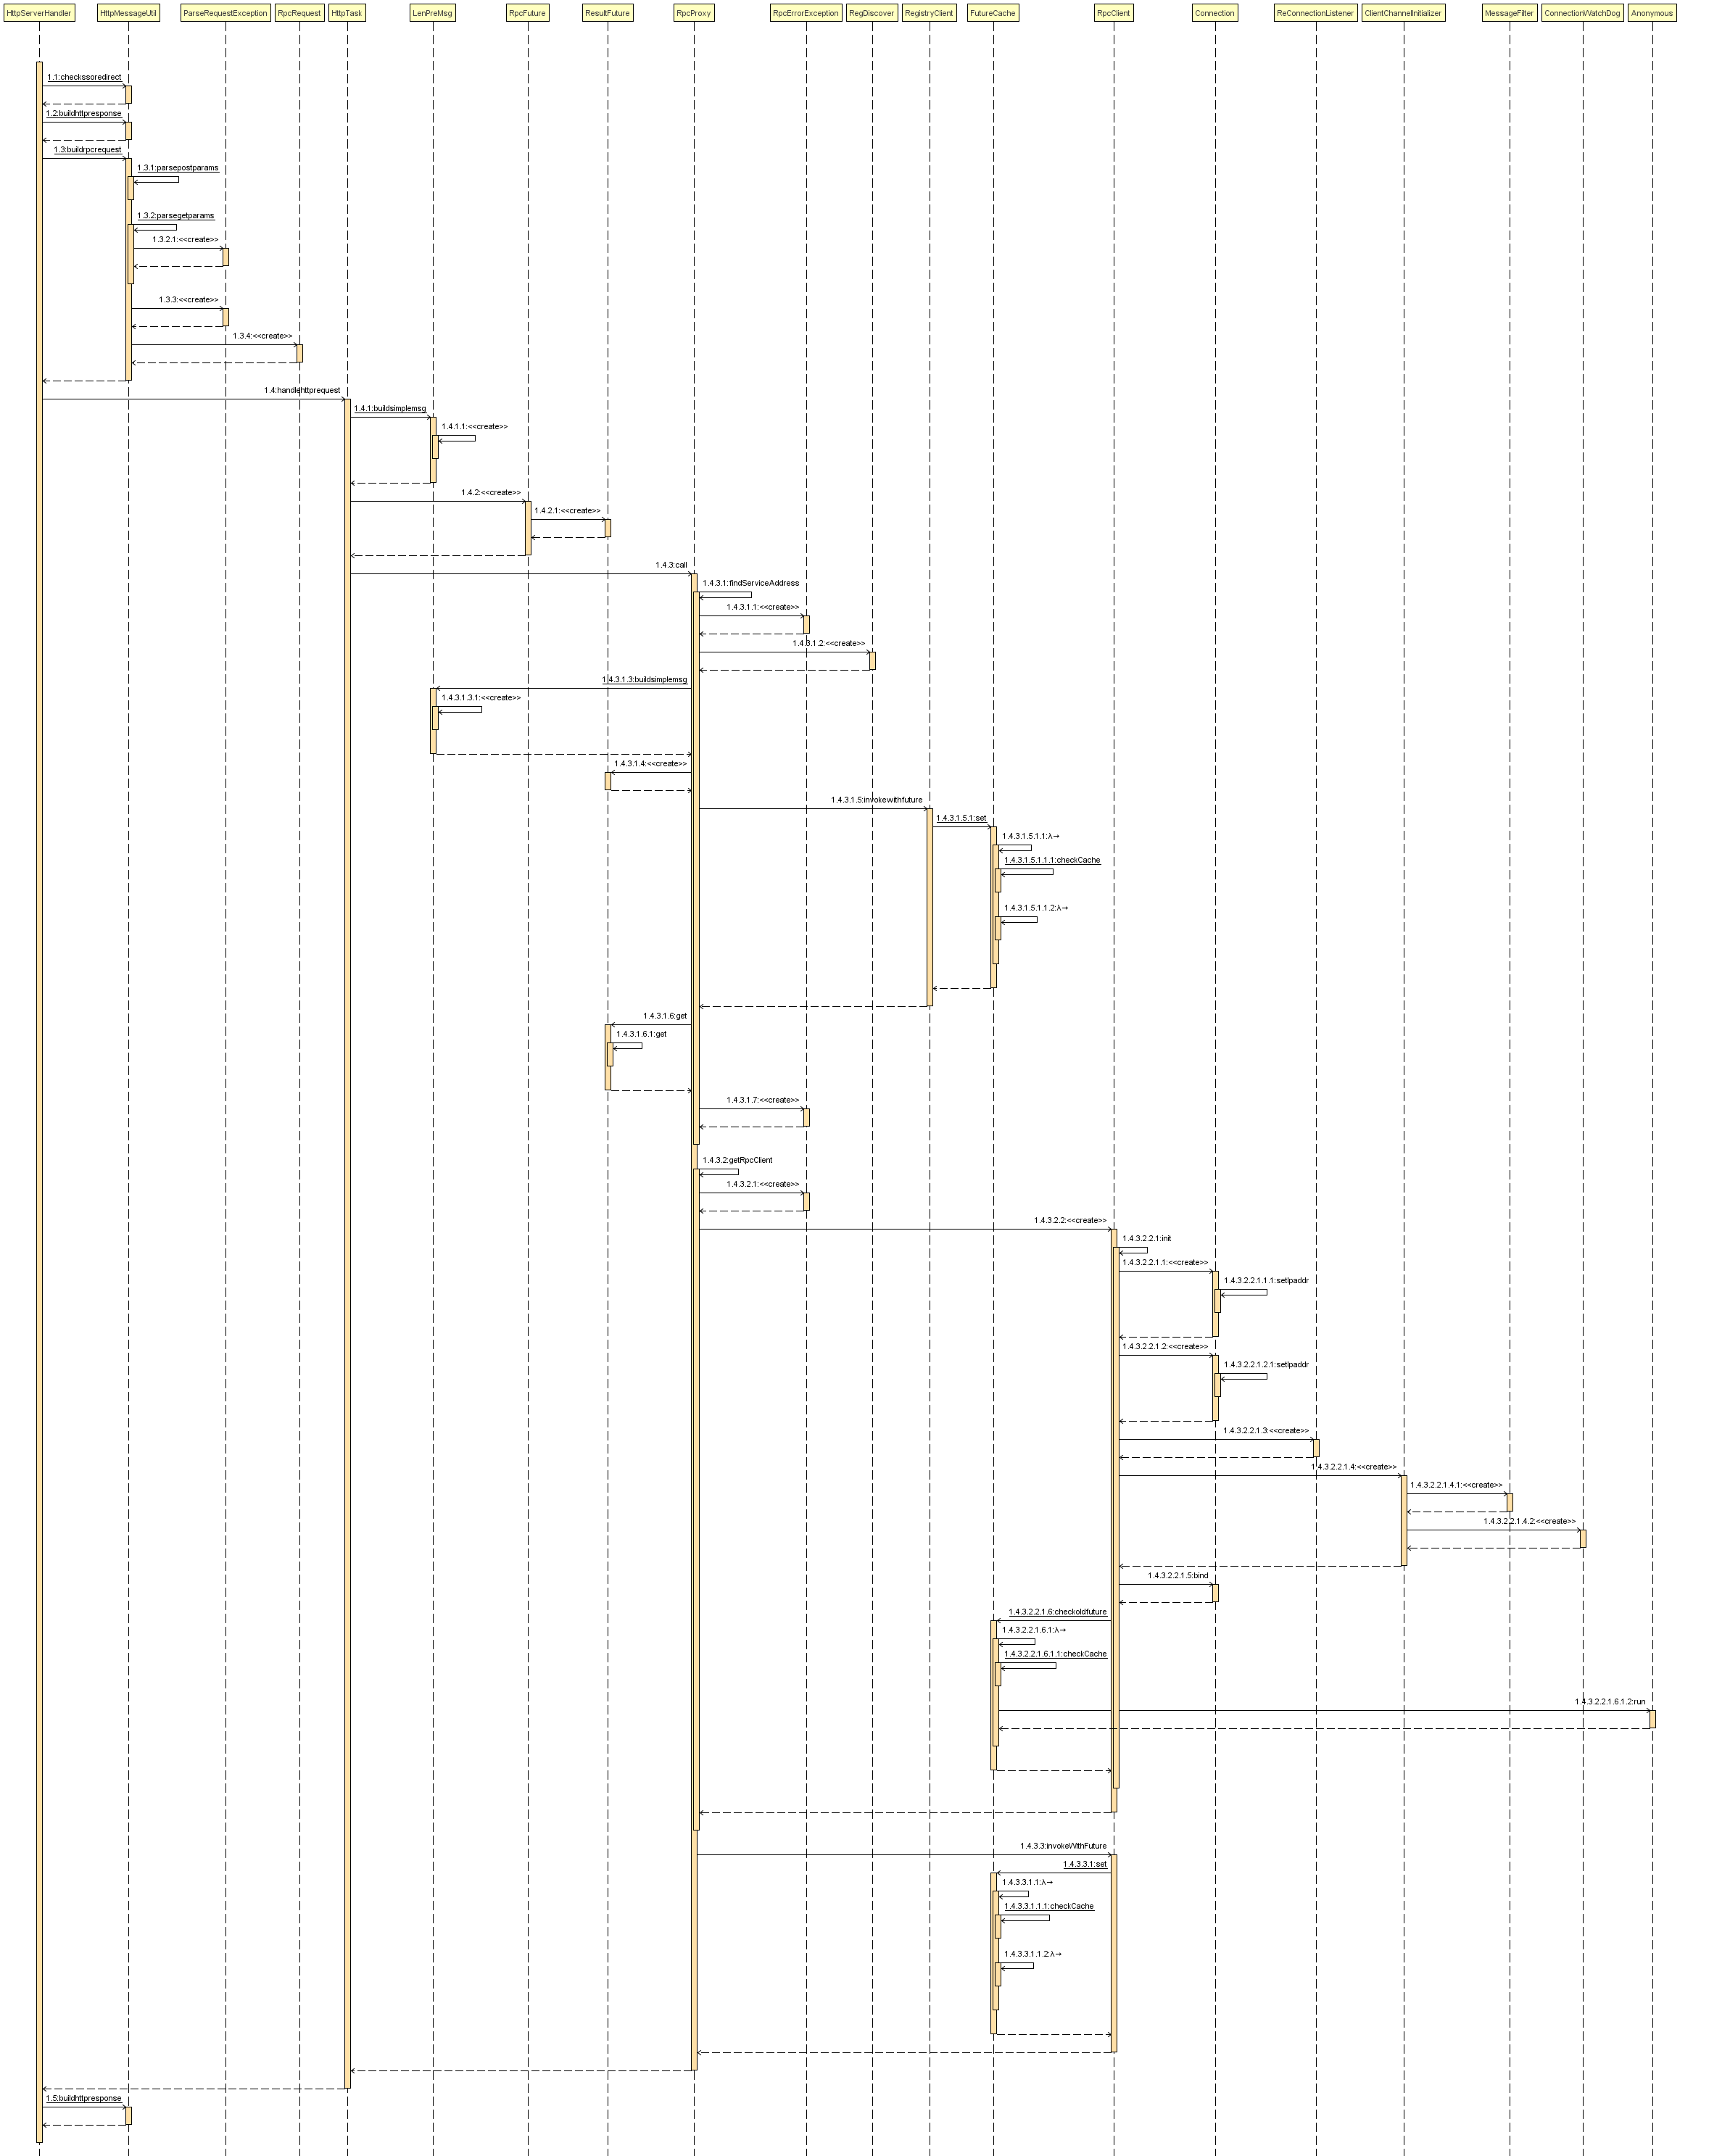 HttpServerHandler HttpMessageUtil ParseRequestException RpcRequest HttpTask LenPreMsg RpcFuture ResultFuture RpcProxy RpcErrorException RegDiscover RegistryClient FutureCache RpcClient Connection ReConnectionListener ClientChannelInitializer MessageFilter ConnectionWatchDog Anonymous
1.1:checkssoredirect
1.2:buildhttpresponse
1.3:buildrpcrequest
1.3.1:parsepostparams
1.3.2:parsegetparams
1.3.2.1:<<create>>
1.3.3:<<create>>
1.3.4:<<create>>
1.4:handlehttprequest
1.4.1:buildsimplemsg
1.4.1.1:<<create>>
1.4.2:<<create>>
1.4.2.1:<<create>>
1.4.3:call
1.4.3.1:findServiceAddress
1.4.3.1.1:<<create>>
1.4.3.1.2:<<create>>
1.4.3.1.3:buildsimplemsg
1.4.3.1.3.1:<<create>>
1.4.3.1.4:<<create>>
1.4.3.1.5:invokewithfuture
1.4.3.1.5.1:set
1.4.3.1.5.1.1:λ→
1.4.3.1.5.1.1.1:checkCache
1.4.3.1.5.1.1.2:λ→
1.4.3.1.6:get
1.4.3.1.6.1:get
1.4.3.1.7:<<create>>
1.4.3.2:getRpcClient
1.4.3.2.1:<<create>>
1.4.3.2.2:<<create>>
1.4.3.2.2.1:init
1.4.3.2.2.1.1:<<create>>
1.4.3.2.2.1.1.1:setIpaddr
1.4.3.2.2.1.2:<<create>>
1.4.3.2.2.1.2.1:setIpaddr
1.4.3.2.2.1.3:<<create>>
1.4.3.2.2.1.4:<<create>>
1.4.3.2.2.1.4.1:<<create>>
1.4.3.2.2.1.4.2:<<create>>
1.4.3.2.2.1.5:bind
1.4.3.2.2.1.6:checkoldfuture
1.4.3.2.2.1.6.1:λ→
1.4.3.2.2.1.6.1.1:checkCache
1.4.3.2.2.1.6.1.2:run
1.4.3.3:invokeWithFuture
1.4.3.3.1:set
1.4.3.3.1.1:λ→
1.4.3.3.1.1.1:checkCache
1.4.3.3.1.1.2:λ→
1.5:buildhttpresponse